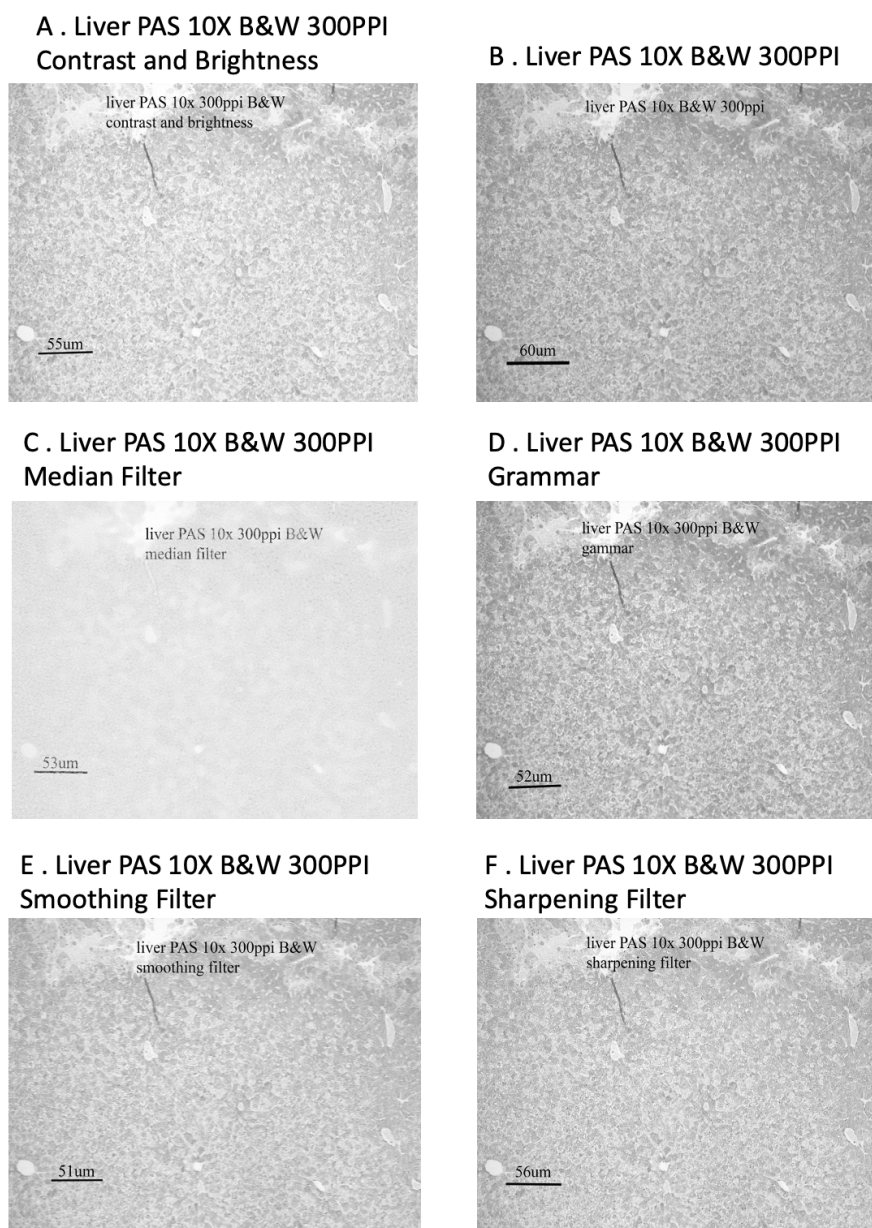 A . Liver PAS 10X B&W 300PPI
Contrast and Brightness
liver PAS 10x 300ppi B&W
contrast and brightness
55um
B . Liver PAS 10X B&W 300PPI
liver PAS 10x B&W 300ppi
60um
C . Liver PAS 10X B&W 300PPI
Median Filter
liver PAS 10x 300ppi B&W
median filter
53um
D . Liver PAS 10X B&W 300PPI
Grammar
liver PAS 10x 300ppi B&W
gammar
52um
E . Liver PAS 10X B&W 300PPI
Smoothing Filter
liver PAS 10x 300ppi B&W
smoothing filter
51um
F . Liver PAS 10X B&W 300PPI
Sharpening Filter
liver PAS 10x 300ppi B&W
sharpening filter
56um